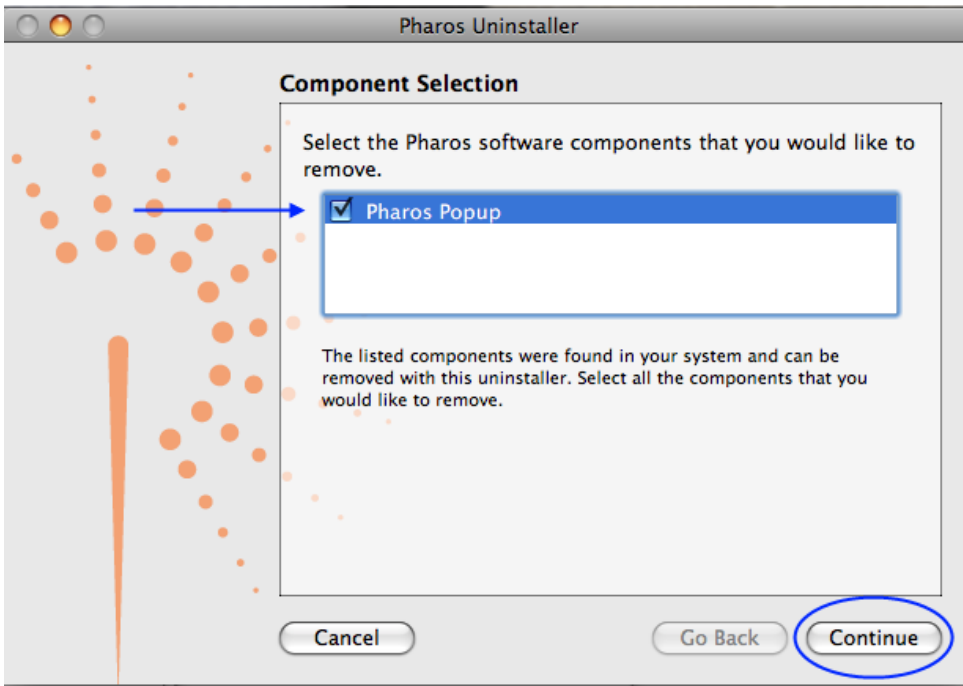 Pharos Uninstaller
Component Selection
Select the Pharos software components that you would like to
remove.
Pharos Popup
The listed components were found in your system and can be
removed with this uninstaller. Select all the components that you
would like to remove.
Cancel
Go Back
Continue